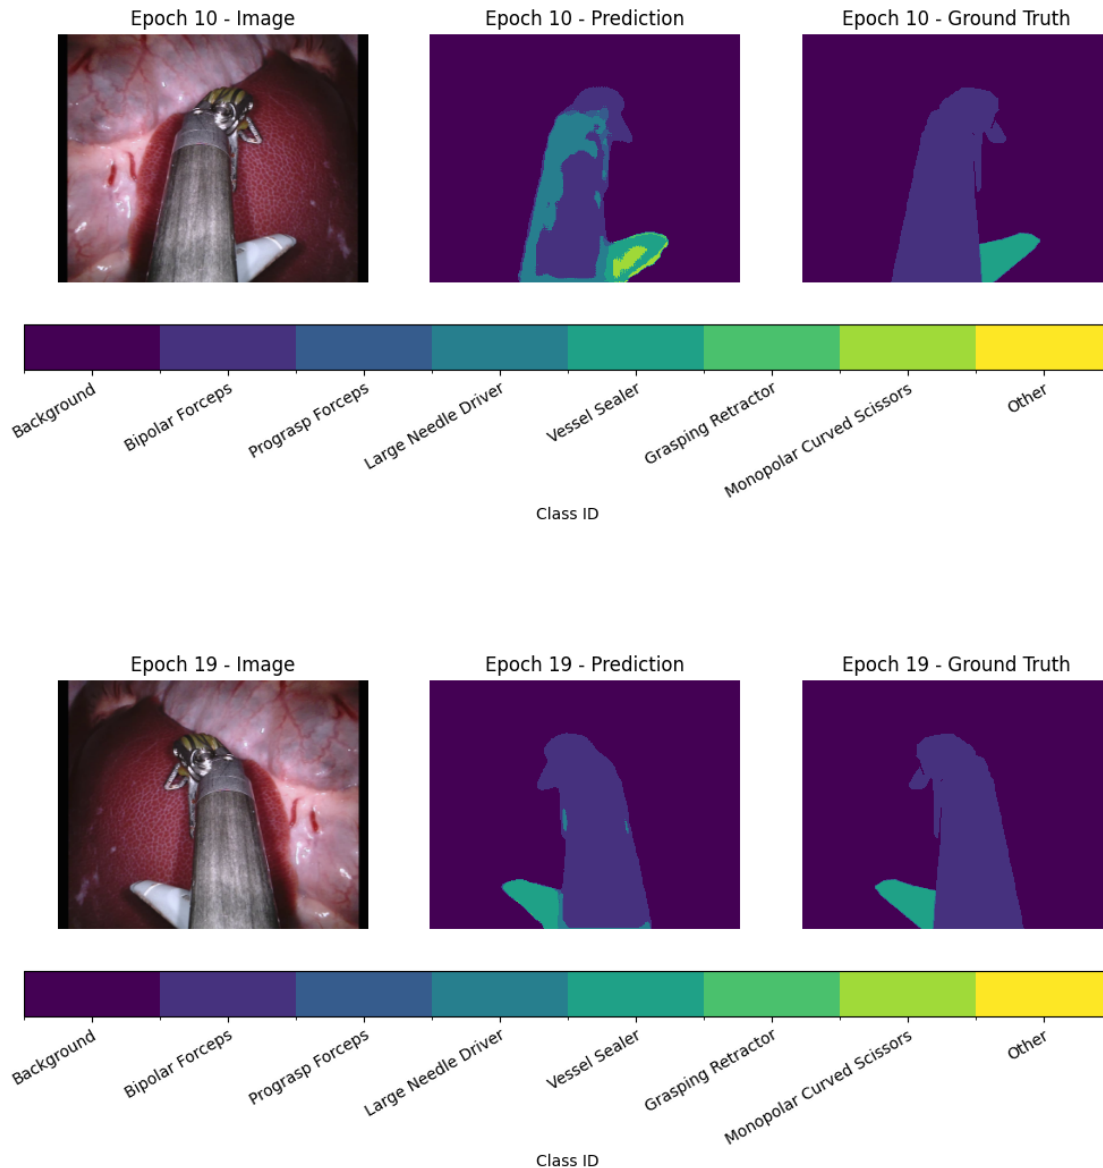 Epoch 10 - Image
Epoch 10 - Prediction
Epoch 10 - Ground Truth
Background
Bipolar Forceps
Prograsp Forceps
Large Needle Driver
Vessel Sealer
Grasping Retractor
Monopolar Curved Scissors
Other
Class ID
Epoch 19 - Image
Epoch 19 - Prediction
Epoch 19 - Ground Truth
Background
Bipolar Forceps
Prograsp Forceps
Large Needle Driver
Vessel Sealer
Grasping Retractor
Monopolar Curved Scissors
Other
Class ID